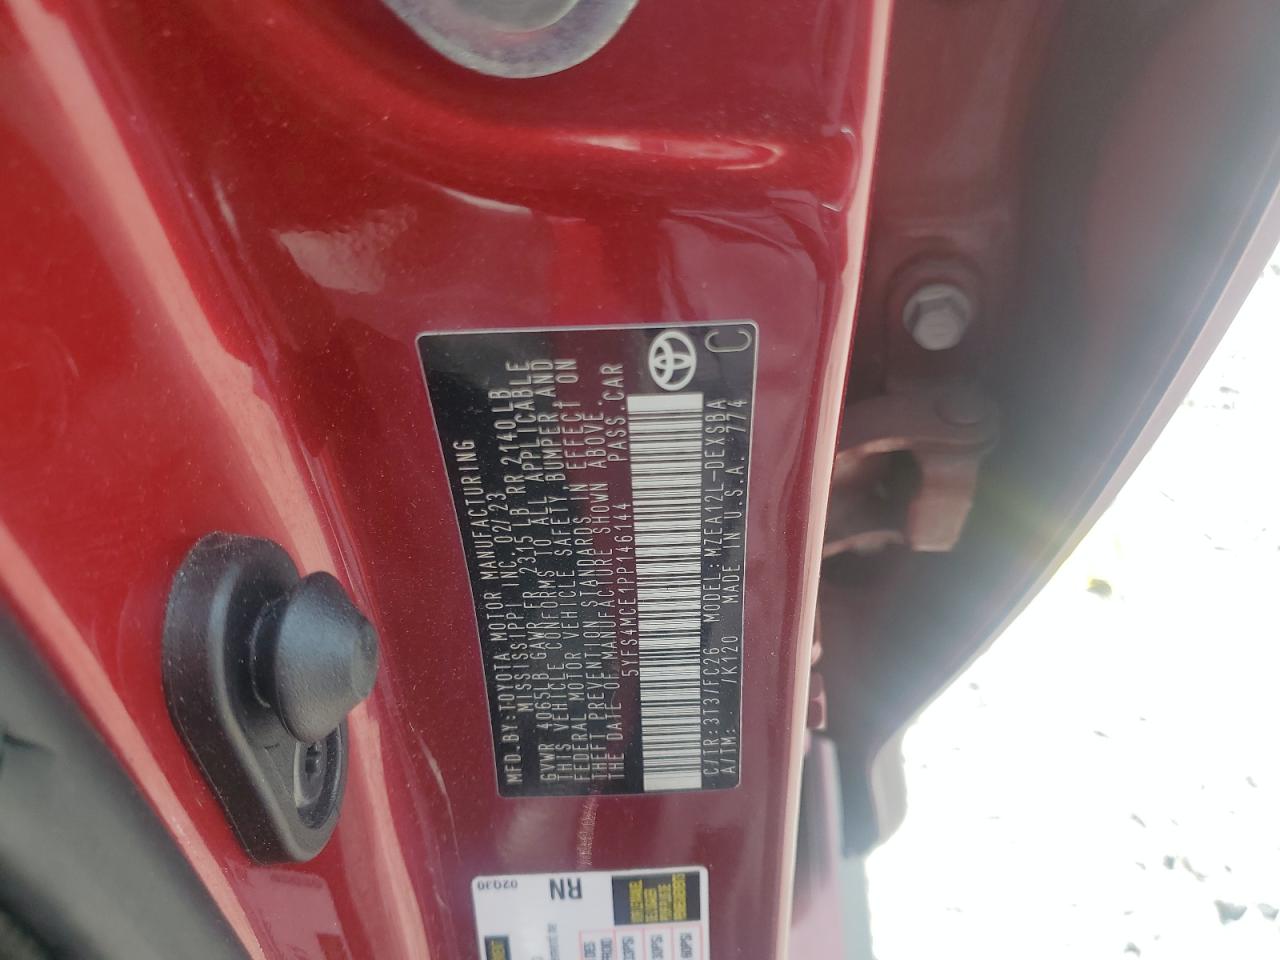 MFD.BY:TOYOTA MOTOR MANUFACTURING
MISSISSIPPI INC. 02/23
GVWR 4065LB GAWR FR 2315 LB RR 2140LB
THIS VEHICLE CONFORMS TO ALL APPLICABLE
FEDERAL MOTOR VEHICLE SAFETY,BUMPER, AND
THEFT PREVENTION STANDARDS IN EFFECT ON
THE DATE OF MANUFACTURE SHOWN ABOVE.
5YFS4MCE1PP146144 PASS.CAR
C/TR:3T3/FC26 MODEL:MZEA12L-DEXSBA
A/TM: /K120 MADE IN U.S.A. 774
C
02Q30
RN